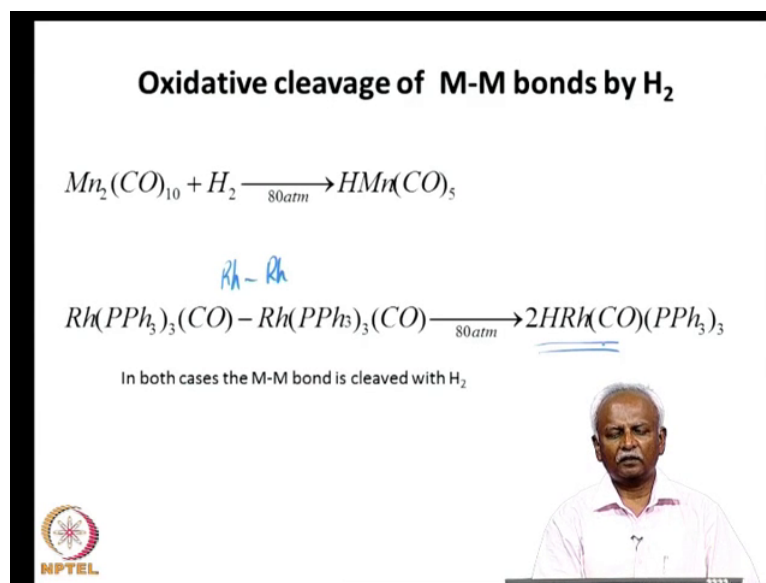 Oxidative cleavage of M-M bonds by H₂
Mn₂(CO)₁₀ + H₂ ⟶ HMn(CO)₅
80atm
Rh – Rh
Rh(PPh₃)₃(CO) – Rh(PPh₃)₃(CO) ⟶ 2HRh(CO)(PPh₃)₃
80atm
In both cases the M-M bond is cleaved with H₂
NPTEL